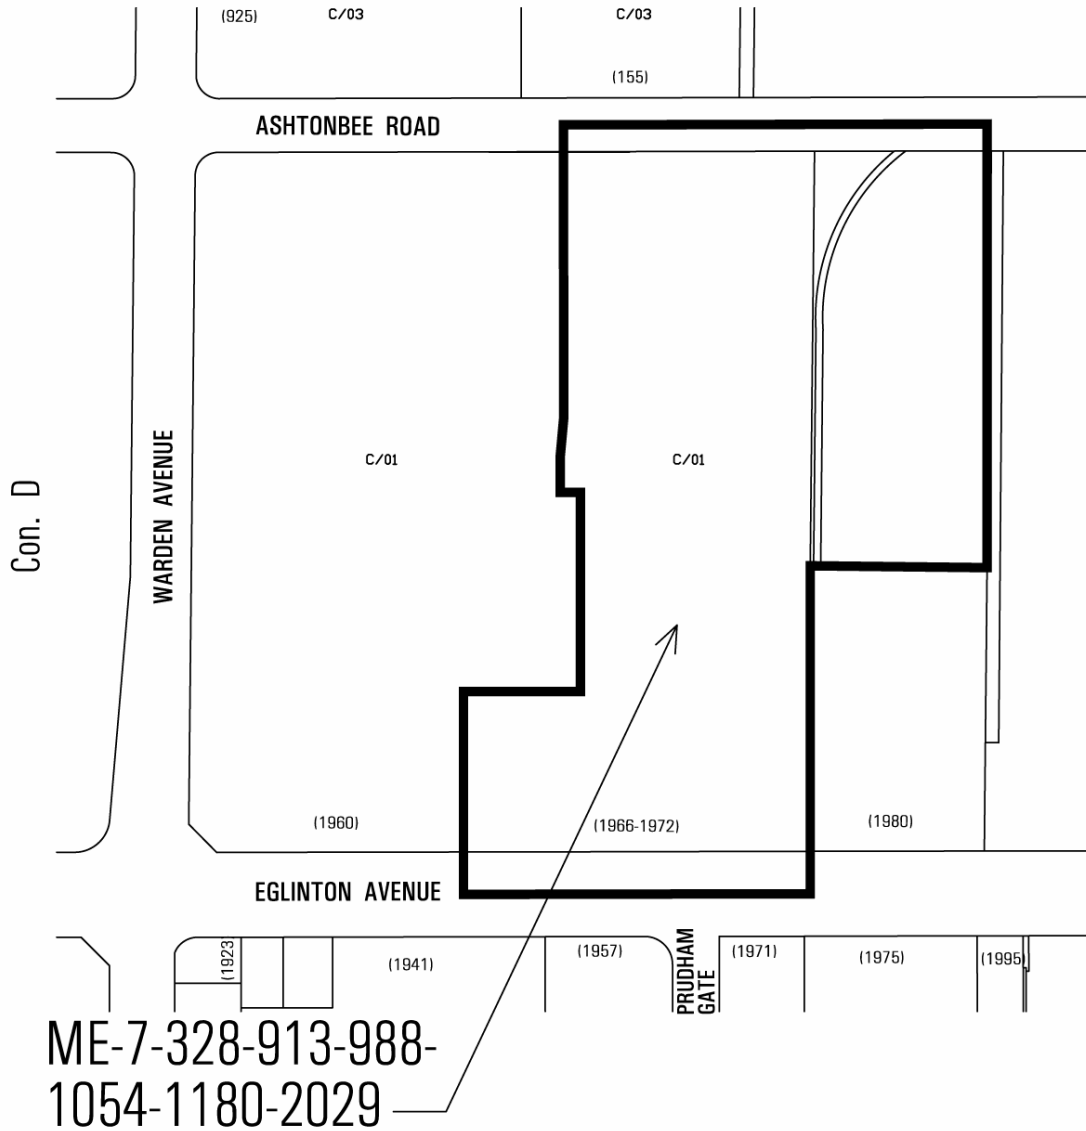 (925)
C/03
C/03
(155)
ASHTONBEE ROAD
Con. D
WARDEN AVENUE
C/01
C/01
(1960)
(1966-1972)
(1980)
EGLINTON AVENUE
(1923)
(1941)
(1957)
PRUDHAM
GATE
(1971)
(1975)
(1995)
ME-7-328-913-988-
1054-1180-2029